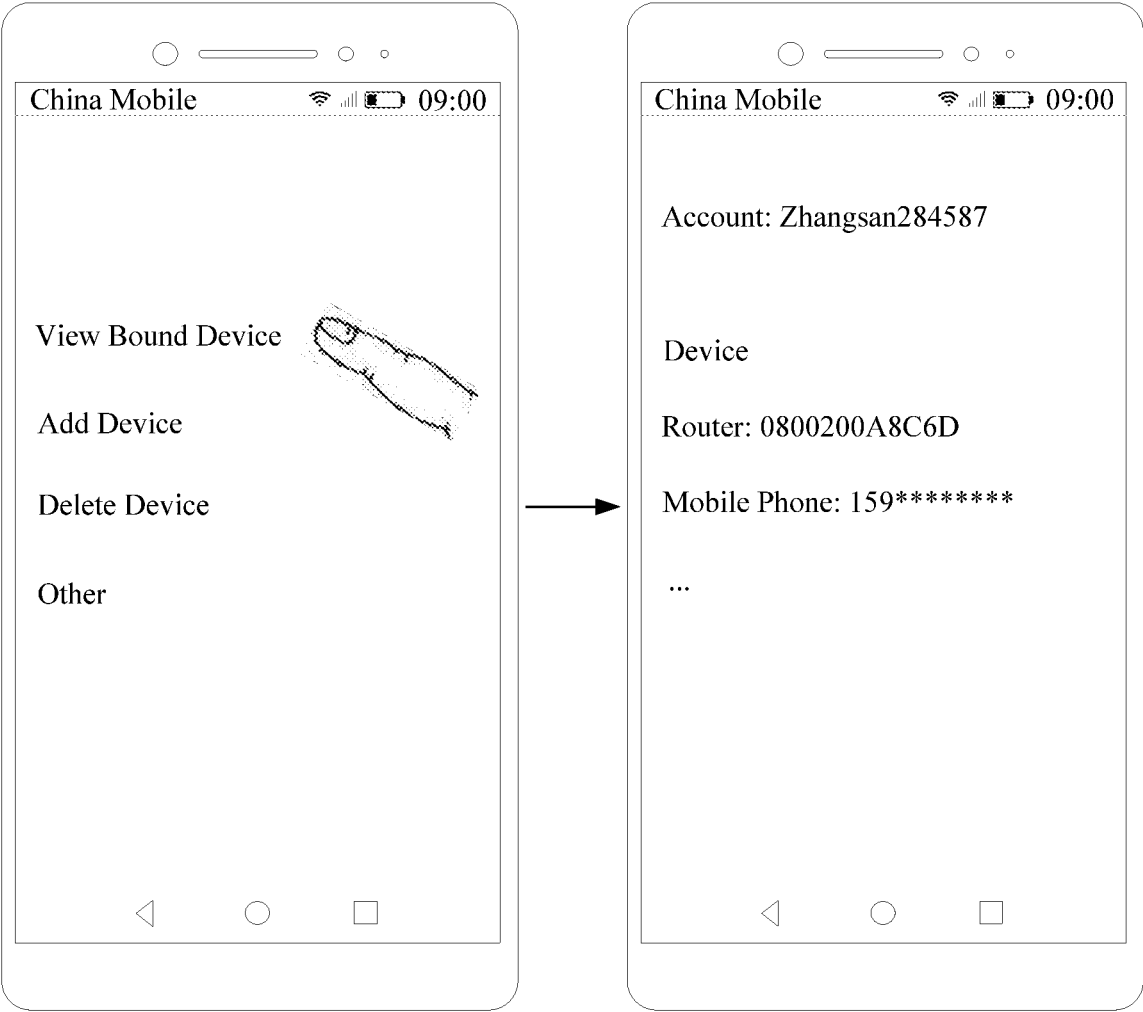 China Mobile 09:00
View Bound Device
Add Device
Delete Device
Other
China Mobile 09:00
Account: Zhangsan284587
Device
Router: 0800200A8C6D
Mobile Phone: 159********
...